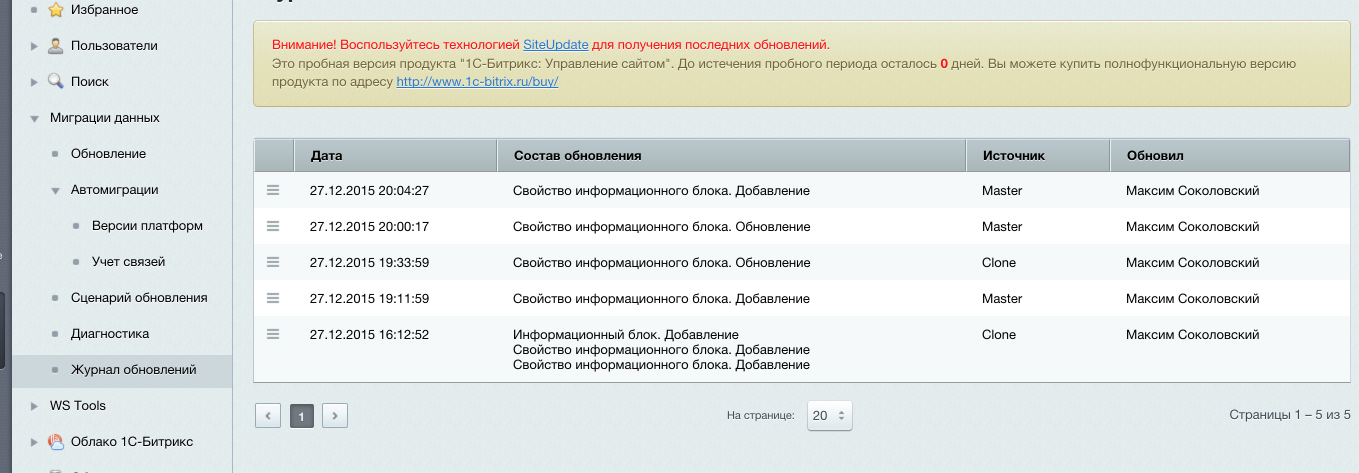 Избранное
Пользователи
Поиск
Миграции данных
Обновление
Автомиграции
Версии платформ
Учет связей
Сценарий обновления
Диагностика
Журнал обновлений
WS Tools
Облако 1С-Битрикс
Внимание! Воспользуйтесь технологией SiteUpdate для получения последних обновлений.
Это пробная версия продукта "1С-Битрикс: Управление сайтом". До истечения пробного периода осталось 0 дней. Вы можете купить полнофункциональную версию
продукта по адресу http://www.1c-bitrix.ru/buy/
Дата Состав обновления Источник Обновил
27.12.2015 20:04:27 Свойство информационного блока. Добавление Master Максим Соколовский
27.12.2015 20:00:17 Свойство информационного блока. Обновление Master Максим Соколовский
27.12.2015 19:33:59 Свойство информационного блока. Обновление Clone Максим Соколовский
27.12.2015 19:11:59 Свойство информационного блока. Добавление Master Максим Соколовский
27.12.2015 16:12:52 Информационный блок. Добавление Clone Максим Соколовский
Свойство информационного блока. Добавление
Свойство информационного блока. Добавление
1 На странице: 20 Страницы 1 – 5 из 5